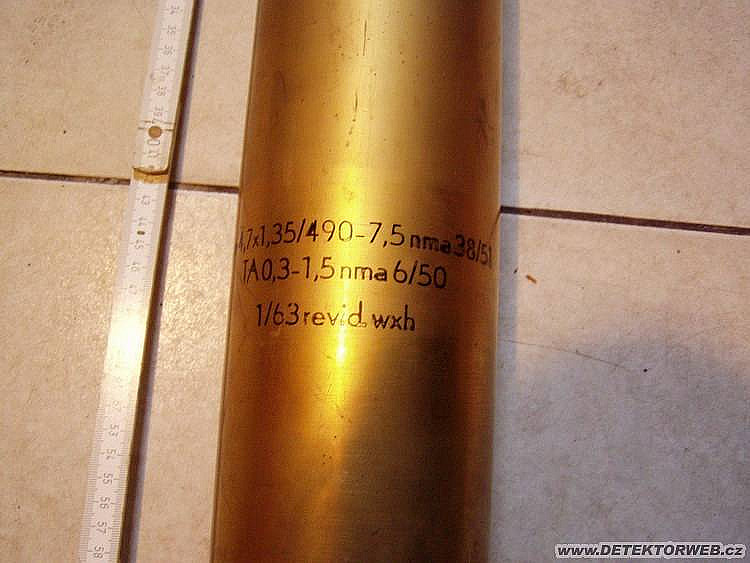 4,7x1,35/490-7,5 nma 38/51
TA 0,3-1,5 nma 6/50
1/63 revid. wxh
www.DETEKTORWEB.cz